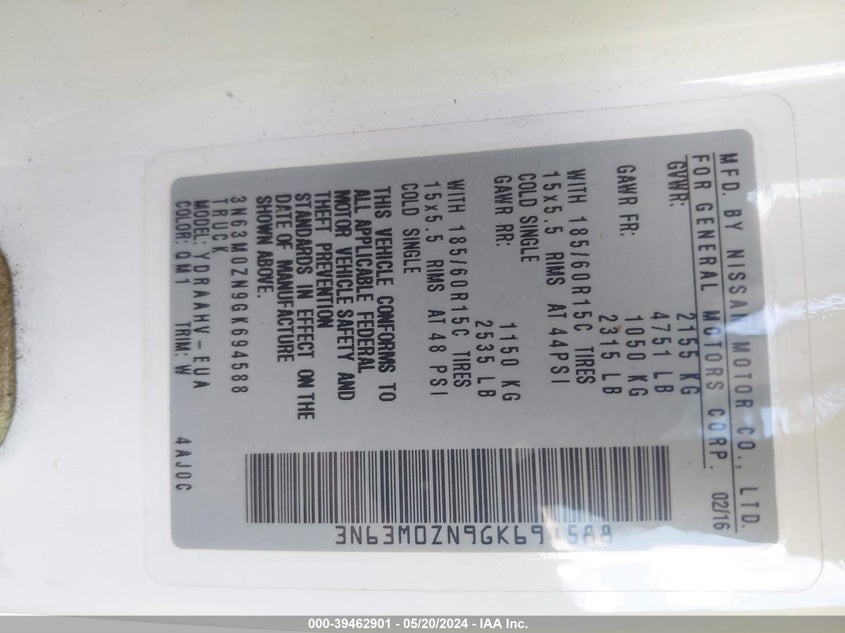 MFD. BY NISSAN MOTOR CO., LTD.
FOR GENERAL MOTORS CORP. 02/16
GVWR: 2155 KG
4751 LB
GAWR FR: 1050 KG
2315 LB
WITH 185/60R15C TIRES
15x5.5 RIMS AT 44PSI
COLD SINGLE
GAWR RR: 1150 KG
2535 LB
WITH 185/60R15C TIRES
15x5.5 RIMS AT 48 PSI
COLD SINGLE
THIS VEHICLE CONFORMS TO
ALL APPLICABLE FEDERAL
MOTOR VEHICLE SAFETY AND
THEFT PREVENTION
STANDARDS IN EFFECT ON THE
DATE OF MANUFACTURE
SHOWN ABOVE.
3N63M0ZN9GK694588
TRUCK
MODEL: YDRAAHV-EUA
COLOR: QM1 TRIM: W 4AJ0C
3N63M0ZN9GK694588
000-39462901 - 05/20/2024 - IAA Inc.